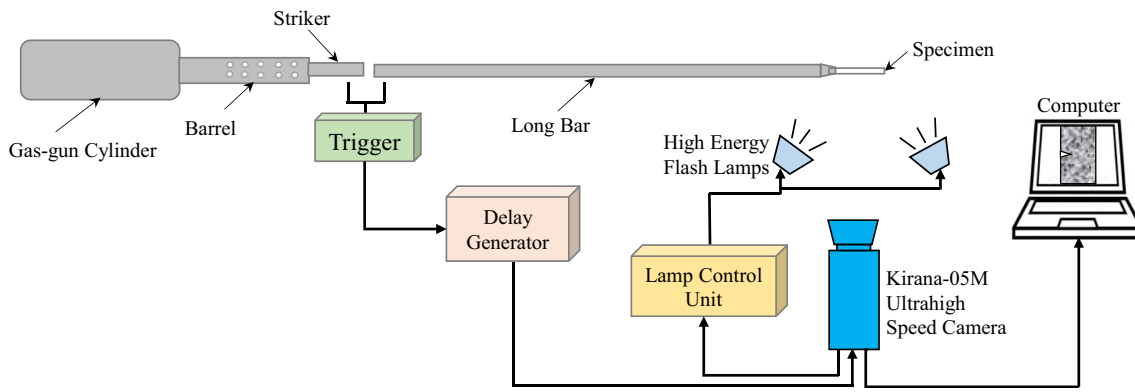 Striker
Specimen
Barrel
Long Bar
Gas-gun Cylinder
Computer
Trigger
High Energy
Flash Lamps
Delay
Generator
Lamp Control
Unit
Kirana-05M
Ultrahigh
Speed Camera